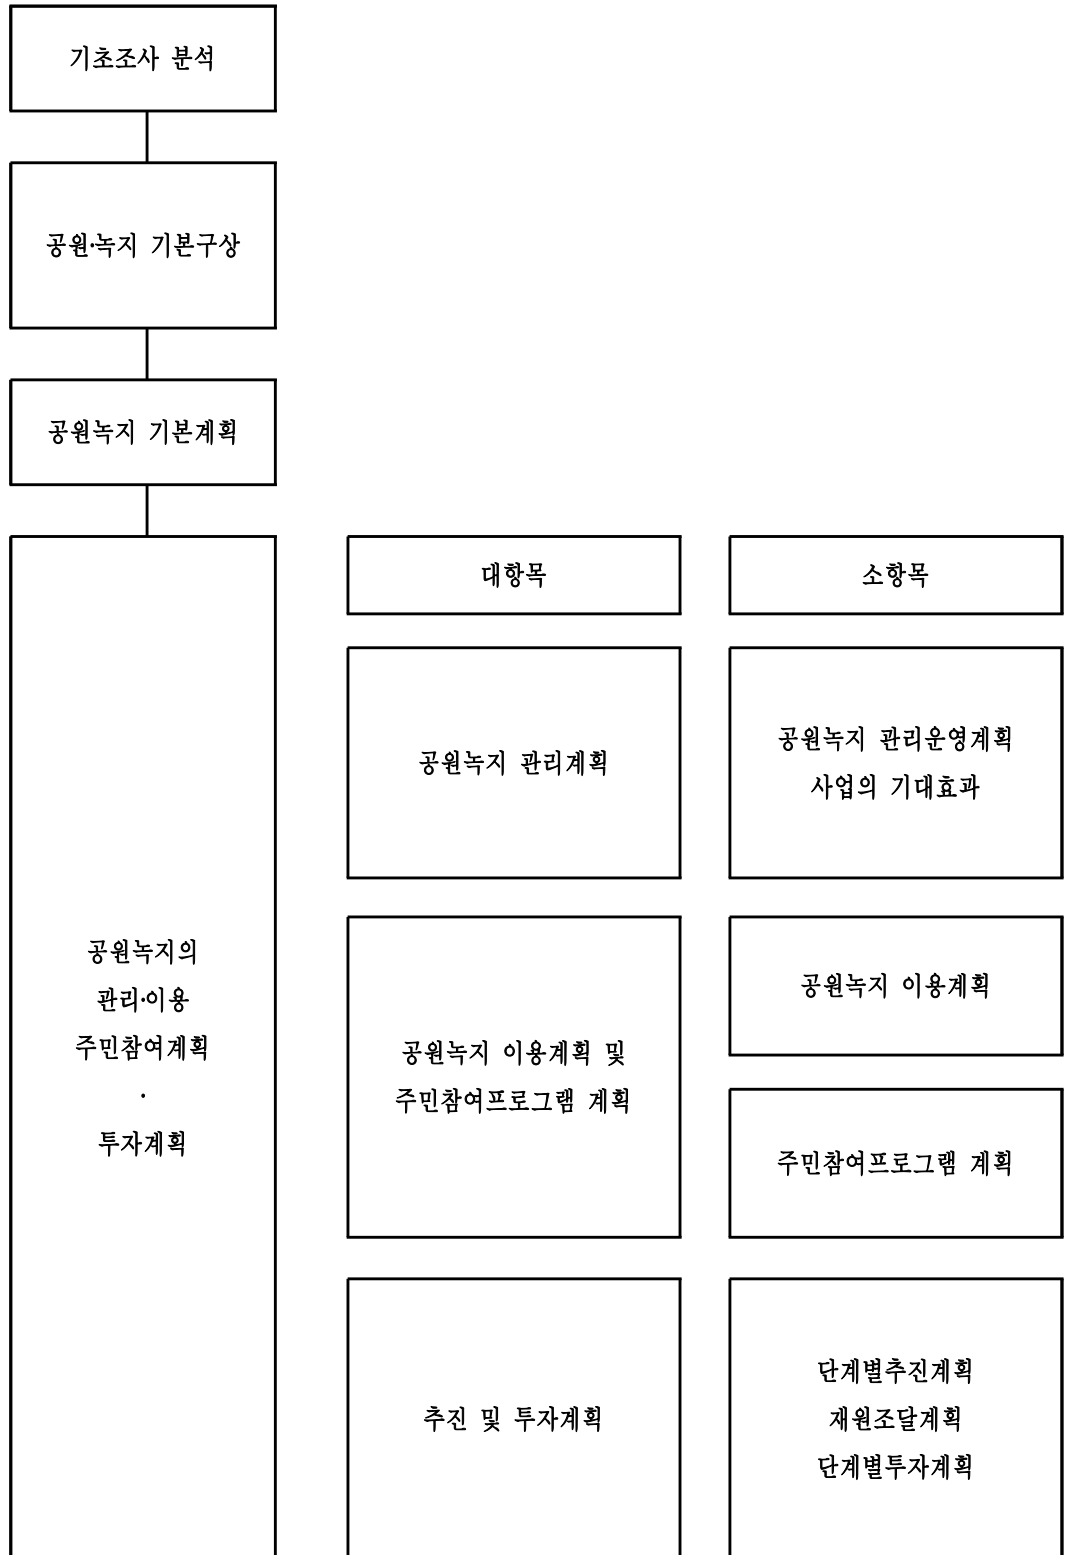 기초조사 분석
공원·녹지 기본구상
공원녹지 기본계획
공원녹지의
관리·이용
주민참여계획
·
투자계획
대항목
소항목
공원녹지 관리계획
공원녹지 관리운영계획
사업의 기대효과
공원녹지 이용계획 및
주민참여프로그램 계획
공원녹지 이용계획
주민참여프로그램 계획
추진 및 투자계획
단계별추진계획
재원조달계획
단계별투자계획